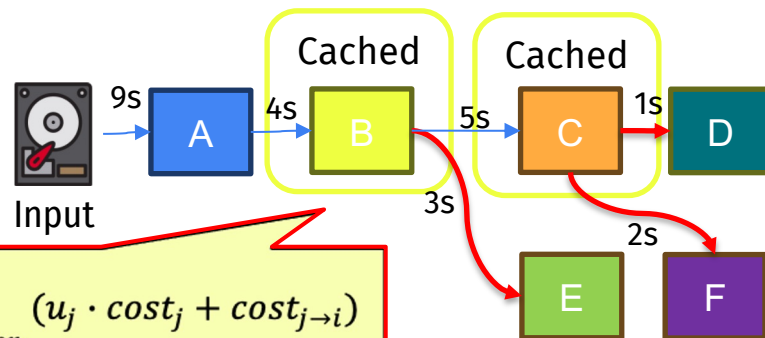 Cached
Cached
9s
4s
5s
1s
A
B
C
D
Input
3s
2s
(u_j · cost_j + cost_{j→i})
E
F